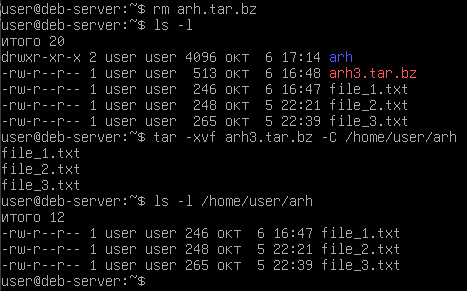 user@deb-server:~$ rm arh.tar.bz
user@deb-server:~$ ls -l
итого 20
drwxr-xr-x 2 user user 4096 окт  6 17:14 arh
-rw-r--r-- 1 user user  513 окт  6 16:48 arh3.tar.bz
-rw-r--r-- 1 user user  246 окт  6 16:47 file_1.txt
-rw-r--r-- 1 user user  248 окт  5 22:21 file_2.txt
-rw-r--r-- 1 user user  265 окт  5 22:39 file_3.txt
user@deb-server:~$ tar -xvf arh3.tar.bz -C /home/user/arh
file_1.txt
file_2.txt
file_3.txt
user@deb-server:~$ ls -l /home/user/arh
итого 12
-rw-r--r-- 1 user user 246 окт  6 16:47 file_1.txt
-rw-r--r-- 1 user user 248 окт  5 22:21 file_2.txt
-rw-r--r-- 1 user user 265 окт  5 22:39 file_3.txt
user@deb-server:~$